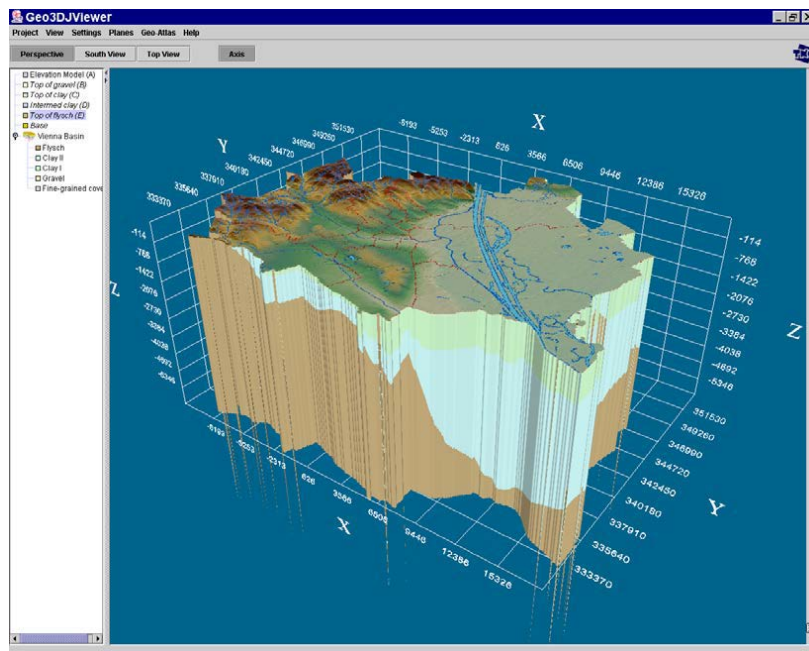 Geo3DJViewer
Project View Settings Planes Geo-Atlas Help
Perspective South View Top View Axis
Elevation Model (A)
Top of gravel (B)
Top of clay (C)
Intermed clay (D)
Top of flysch (E)
Base
Vienna Basin
Flysch
Clay II
Clay I
Gravel
Fine-grained cove
X
-8193 -5253 -2313 626 3566 6506 9446 12386 15326
Y
333370 335640 337910 340180 342450 344720 346990 349260 351530
-114
-768
-1422
-2076
-2730
-3384
-4038
-4692
-5346
Z
-114
-768
-1422
-2076
-2730
-3384
-4038
-4692
-5346
Z
351530
349260
346990
344720
342450
340180
337910
335640
333370
Y
-8193
-5253
-2313
626
3566
6506
9446
12386
15326
X